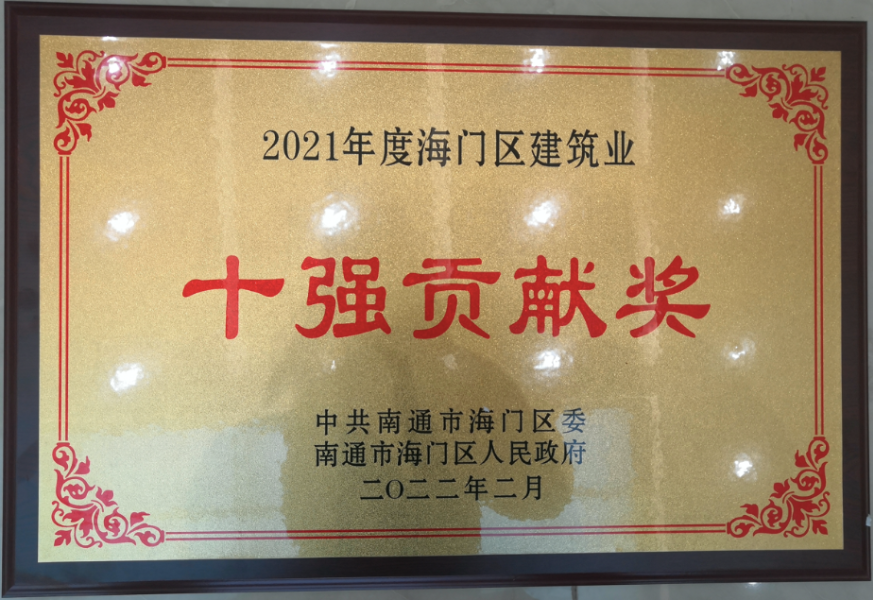 2021年度海门区建筑业
十强贡献奖
中共南通市海门区委
南通市海门区人民政府
二〇二二年二月